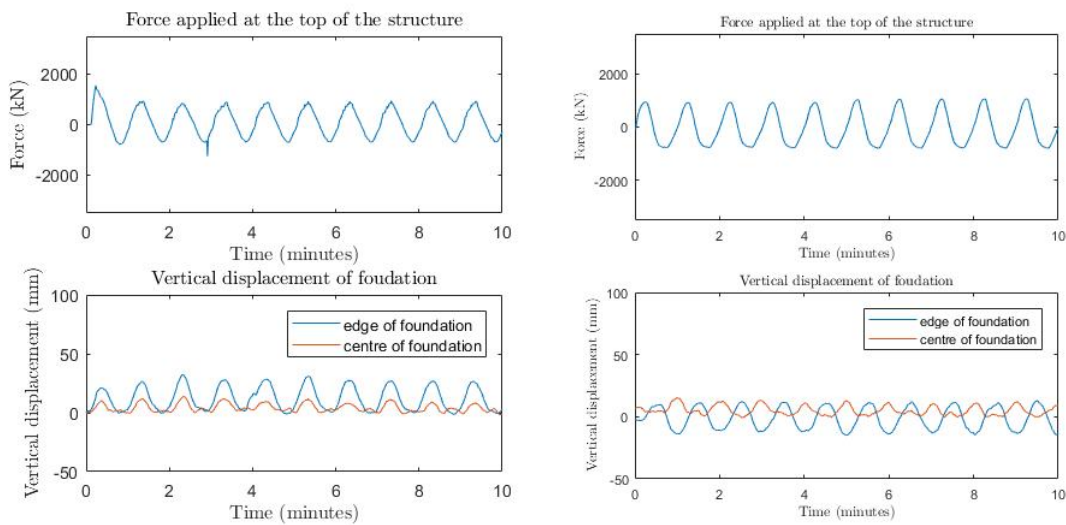 Force applied at the top of the structure
Force (kN)
2000
0
-2000
0 2 4 6 8 10
Time (minutes)
Force applied at the top of the structure
Force (kN)
2000
0
-2000
0 2 4 6 8 10
Time (minutes)
Vertical displacement of foudation
Vertical displacement (mm)
100
50
0
-50
edge of foundation
centre of foundation
0 2 4 6 8 10
Time (minutes)
Vertical displacement of foudation
Vertical displacement (mm)
100
50
0
-50
edge of foundation
centre of foundation
0 2 4 6 8 10
Time (minutes)